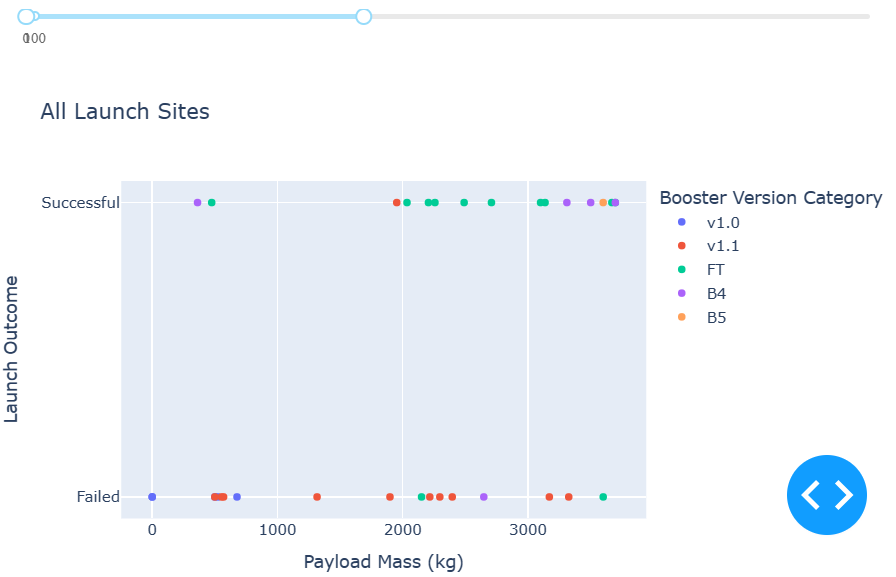 0
100
All Launch Sites
Successful
Failed
Launch Outcome
0 1000 2000 3000
Payload Mass (kg)
Booster Version Category
v1.0
v1.1
FT
B4
B5